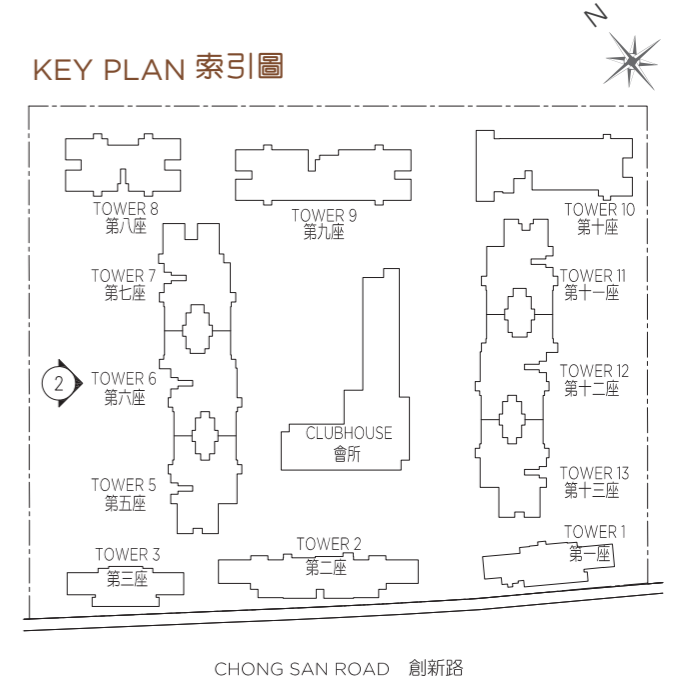 N
KEY PLAN 索引圖
TOWER 8
第八座
TOWER 9
第九座
TOWER 10
第十座
TOWER 7
第七座
TOWER 11
第十一座
2
TOWER 6
第六座
TOWER 12
第十二座
CLUBHOUSE
會所
TOWER 5
第五座
TOWER 13
第十三座
TOWER 3
第三座
TOWER 2
第二座
TOWER 1
第一座
CHONG SAN ROAD 創新路